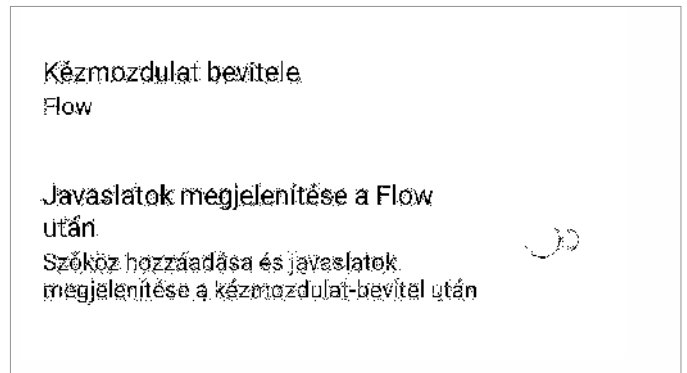 Kézmozdulat bevitele
Flow
Javaslatok megjelenítése a Flow
után
Szóköz hozzáadása és javaslatok
megjelenítése a kézmozdulat-bevitel után